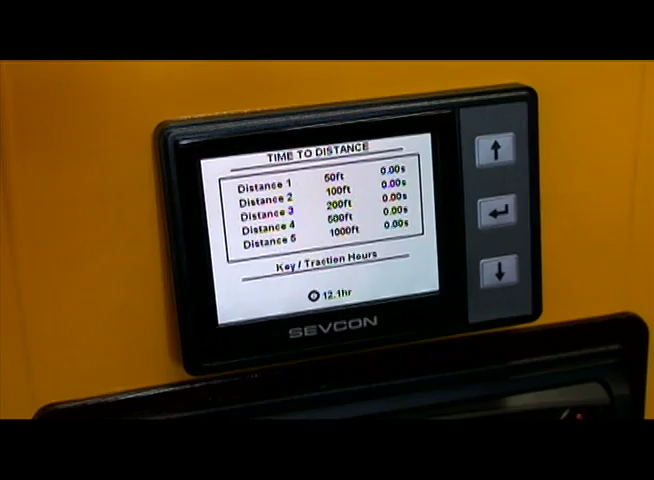 TIME TO DISTANCE
Distance 1 50ft 0.00s
Distance 2 100ft 0.00s
Distance 3 200ft 0.00s
Distance 4 500ft 0.00s
Distance 5 1000ft 0.00s
Key / Traction Hours
12.1hr
SEVCON